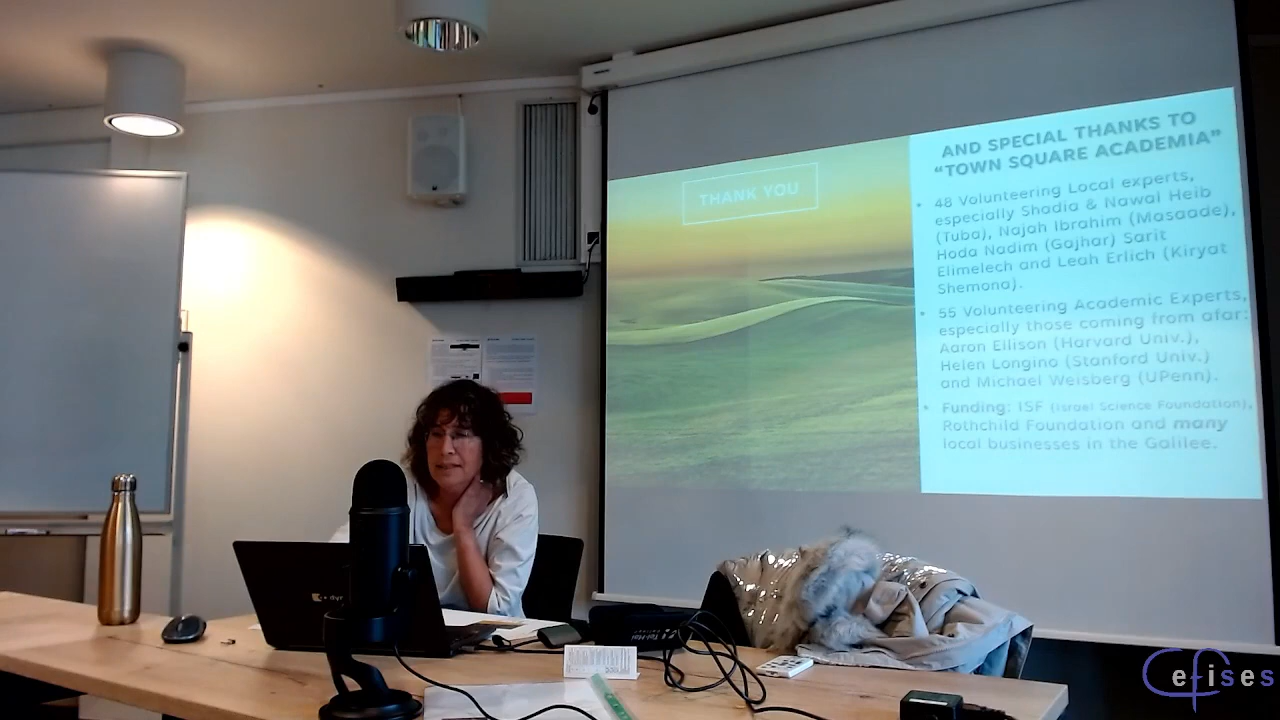 THANK YOU
AND SPECIAL THANKS TO
“TOWN SQUARE ACADEMIA”
• 48 Volunteering Local experts,
especially Shadia & Nawal Heib
(Tuba), Najah Ibrahim (Masaade),
Hoda Nadim (Gajhar) Sarit
Elimelech and Leah Erlich (Kiryat
Shemona).
• 55 Volunteering Academic Experts,
especially those coming from afar:
Aaron Ellison (Harvard Univ.),
Helen Longino (Stanford Univ.)
and Michael Weisberg (UPenn).
• Funding: ISF (Israel Science Foundation),
Rothchild Foundation and many
local businesses in the Galilee.
Tel-Hai
Cefises